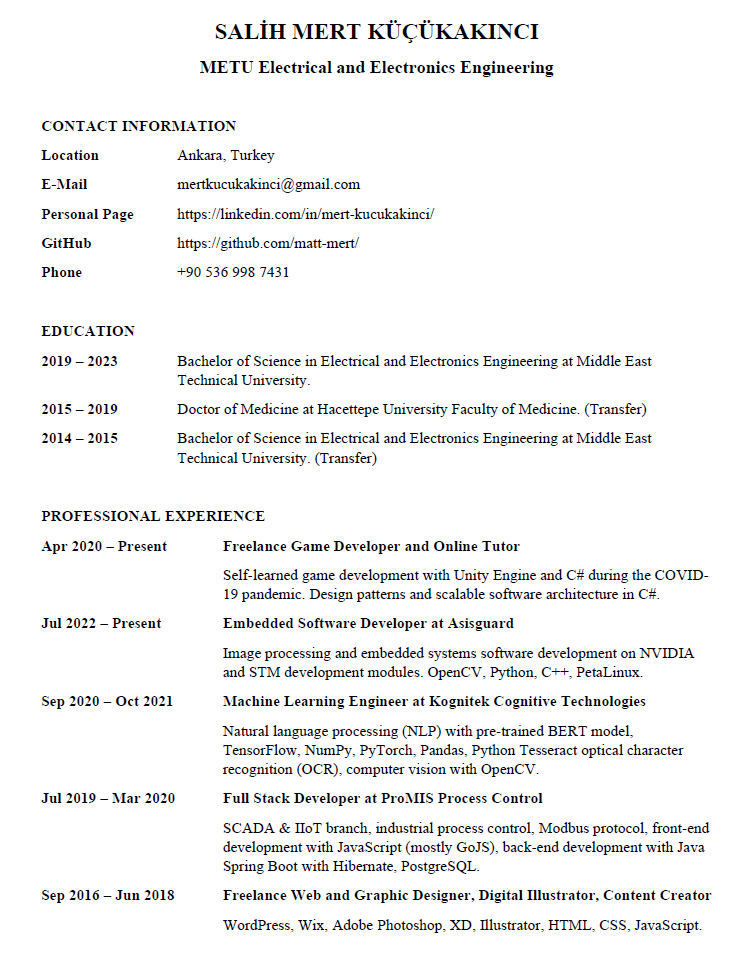 SALİH MERT KÜÇÜKAKINCI
METU Electrical and Electronics Engineering
CONTACT INFORMATION
Location Ankara, Turkey
E-Mail mertkucukakinci@gmail.com
Personal Page https://linkedin.com/in/mert-kucukakinci/
GitHub https://github.com/matt-mert/
Phone +90 536 998 7431
EDUCATION
2019 – 2023 Bachelor of Science in Electrical and Electronics Engineering at Middle East
Technical University.
2015 – 2019 Doctor of Medicine at Hacettepe University Faculty of Medicine. (Transfer)
2014 – 2015 Bachelor of Science in Electrical and Electronics Engineering at Middle East
Technical University. (Transfer)
PROFESSIONAL EXPERIENCE
Apr 2020 – Present Freelance Game Developer and Online Tutor
Self-learned game development with Unity Engine and C# during the COVID-
19 pandemic. Design patterns and scalable software architecture in C#.
Jul 2022 – Present Embedded Software Developer at Asisguard
Image processing and embedded systems software development on NVIDIA
and STM development modules. OpenCV, Python, C++, PetaLinux.
Sep 2020 – Oct 2021 Machine Learning Engineer at Kognitek Cognitive Technologies
Natural language processing (NLP) with pre-trained BERT model,
TensorFlow, NumPy, PyTorch, Pandas, Python Tesseract optical character
recognition (OCR), computer vision with OpenCV.
Jul 2019 – Mar 2020 Full Stack Developer at ProMIS Process Control
SCADA & IIoT branch, industrial process control, Modbus protocol, front-end
development with JavaScript (mostly GoJS), back-end development with Java
Spring Boot with Hibernate, PostgreSQL.
Sep 2016 – Jun 2018 Freelance Web and Graphic Designer, Digital Illustrator, Content Creator
WordPress, Wix, Adobe Photoshop, XD, Illustrator, HTML, CSS, JavaScript.